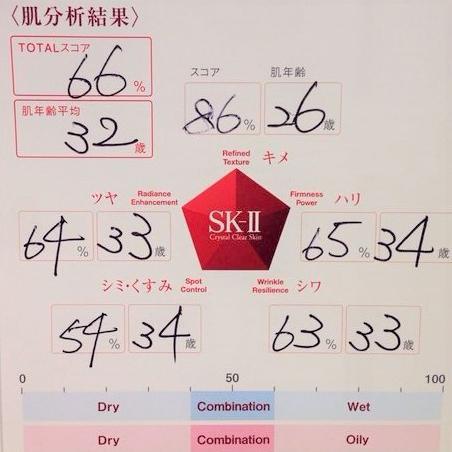 〈肌分析結果〉
TOTALスコア
66%
肌年齢平均
32歳
スコア 肌年齢
86% 26歳
Refined Texture キメ
ツヤ Radiance Enhancement
64% 33歳
Firmness Power ハリ
65% 34歳
SK-II
Crystal Clear Skin
シミ・くすみ Spot Control
54% 34歳
Wrinkle Resilience シワ
63% 33歳
0 50 100
Dry Combination Wet
Dry Combination Oily